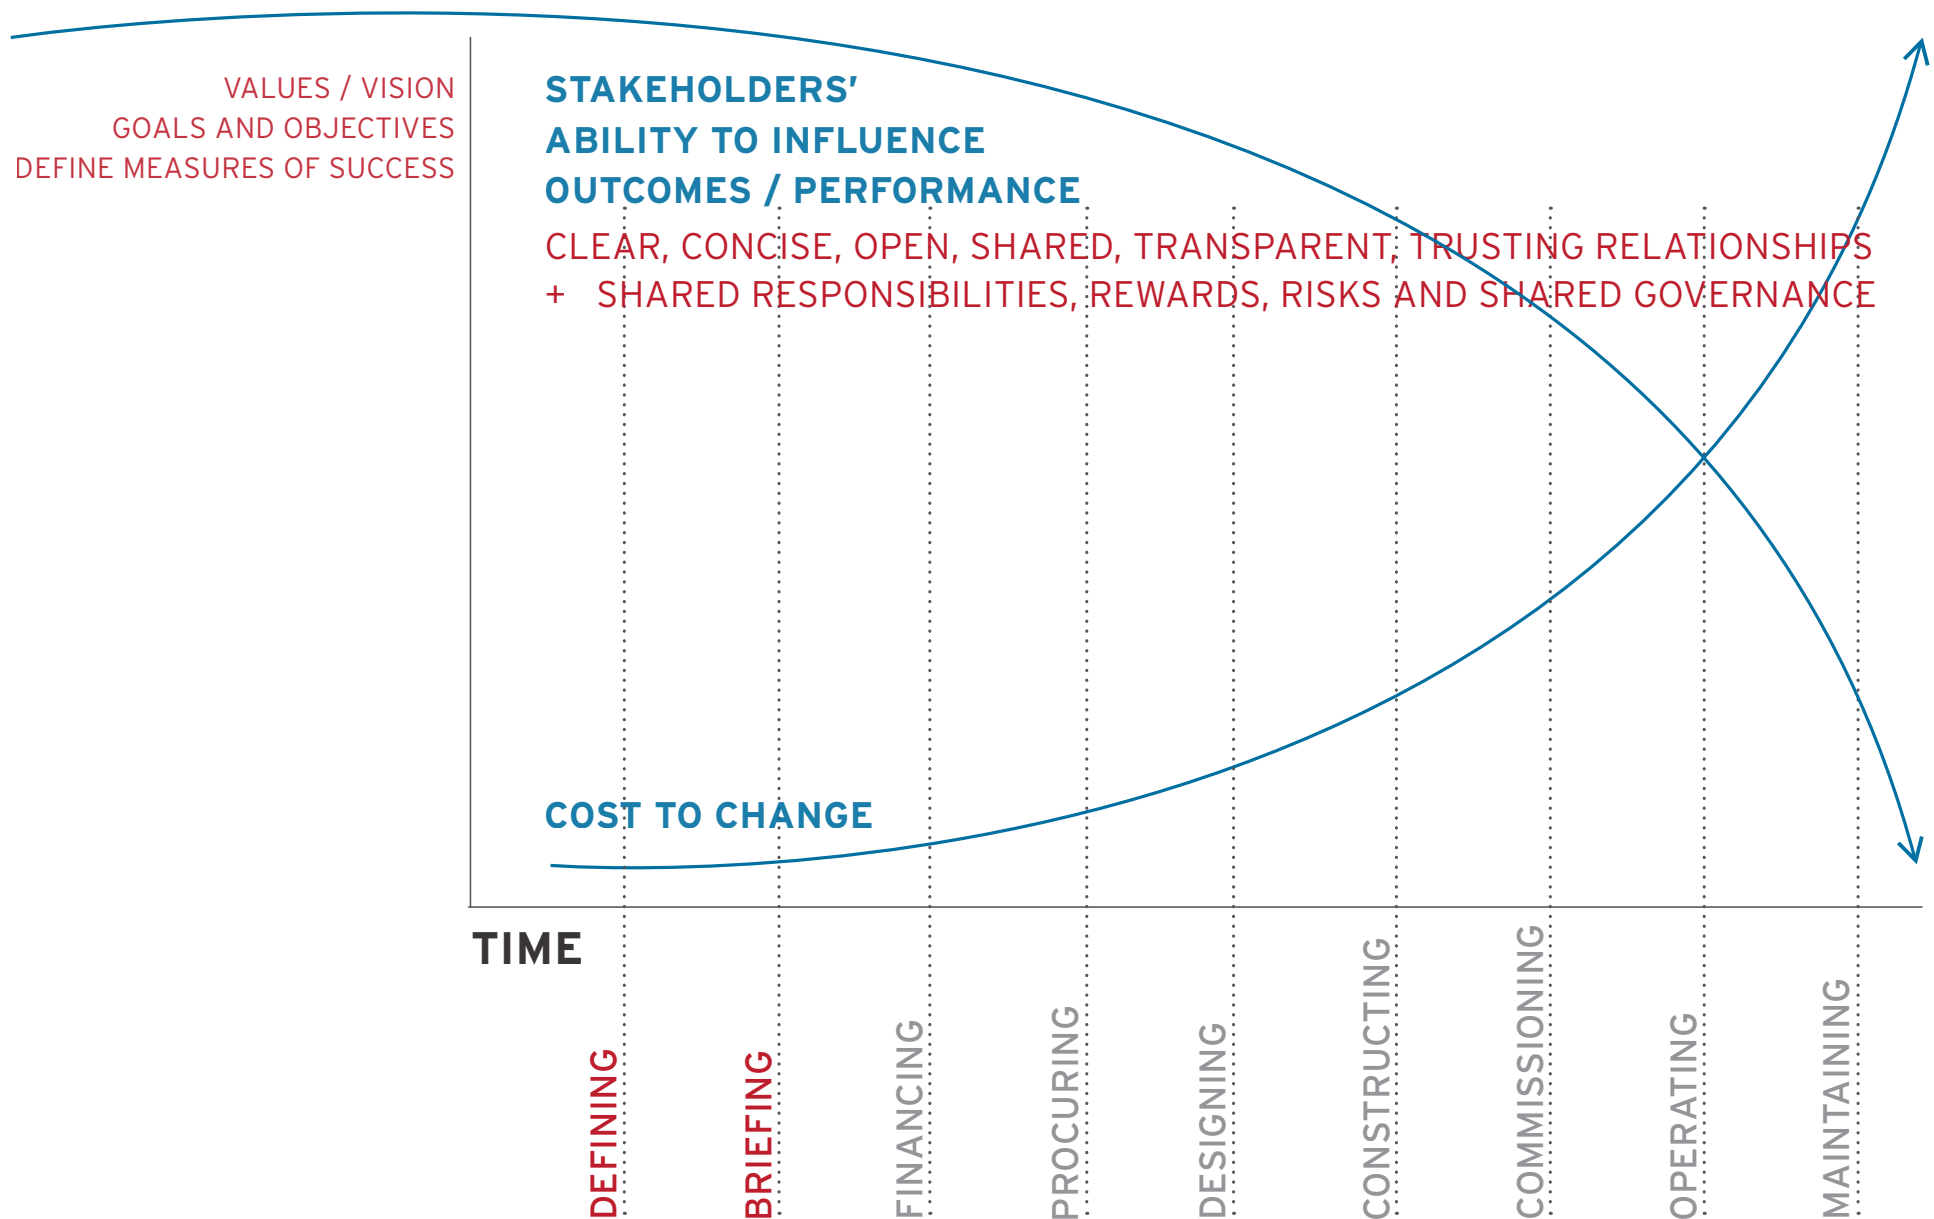 VALUES / VISION
GOALS AND OBJECTIVES
DEFINE MEASURES OF SUCCESS
STAKEHOLDERS’
ABILITY TO INFLUENCE
OUTCOMES / PERFORMANCE
CLEAR, CONCISE, OPEN, SHARED, TRANSPARENT, TRUSTING RELATIONSHIPS
+ SHARED RESPONSIBILITIES, REWARDS, RISKS AND SHARED GOVERNANCE
COST TO CHANGE
TIME
DEFINING
BRIEFING
FINANCING
PROCURING
DESIGNING
CONSTRUCTING
COMMISSIONING
OPERATING
MAINTAINING